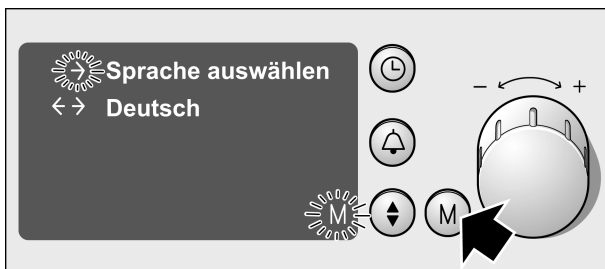 → Sprache auswählen
← → Deutsch
M
M
− +